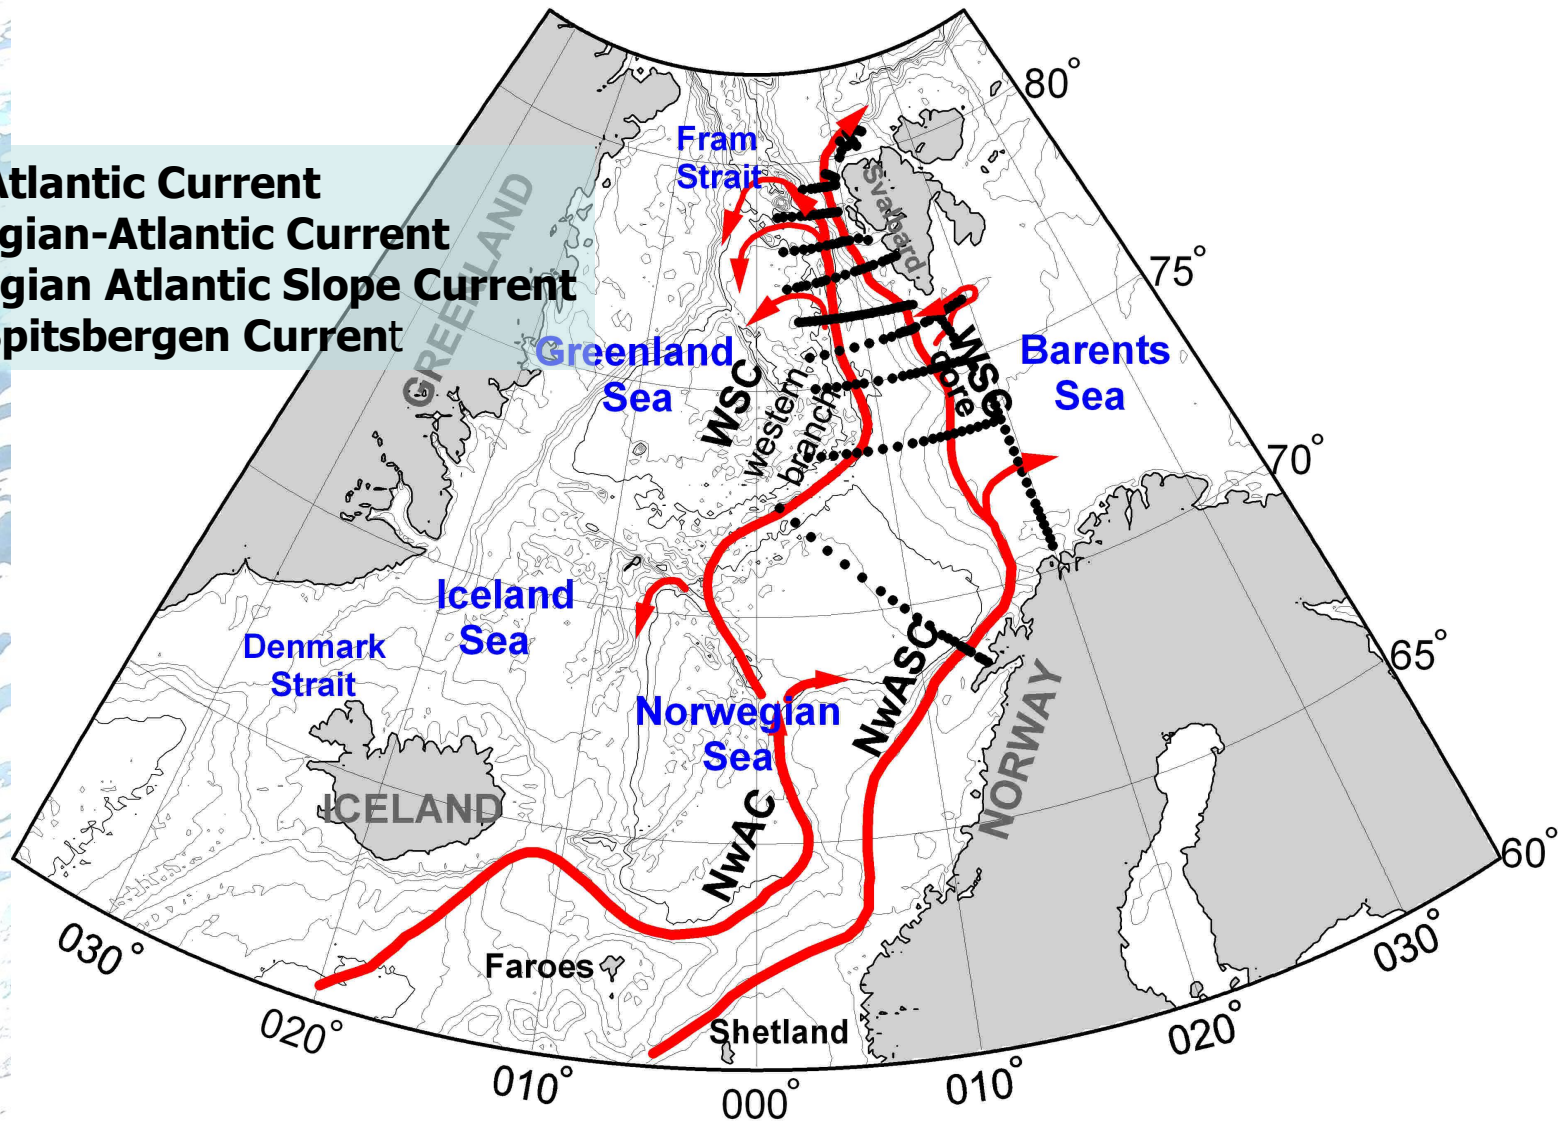 Atlantic Current
gian-Atlantic Current
gian Atlantic Slope Current
pitsbergen Current
80°
75°
70°
65°
60°
Fram
Strait
Svalbard
GREENLAND
Greenland
Sea
WSC
western
branch
WSC
core
Barents
Sea
Iceland
Sea
Denmark
Strait
Norwegian
Sea
NwASC
NORWAY
ICELAND
NwAC
Faroes
Shetland
030°
020°
010°
000°
010°
020°
030°